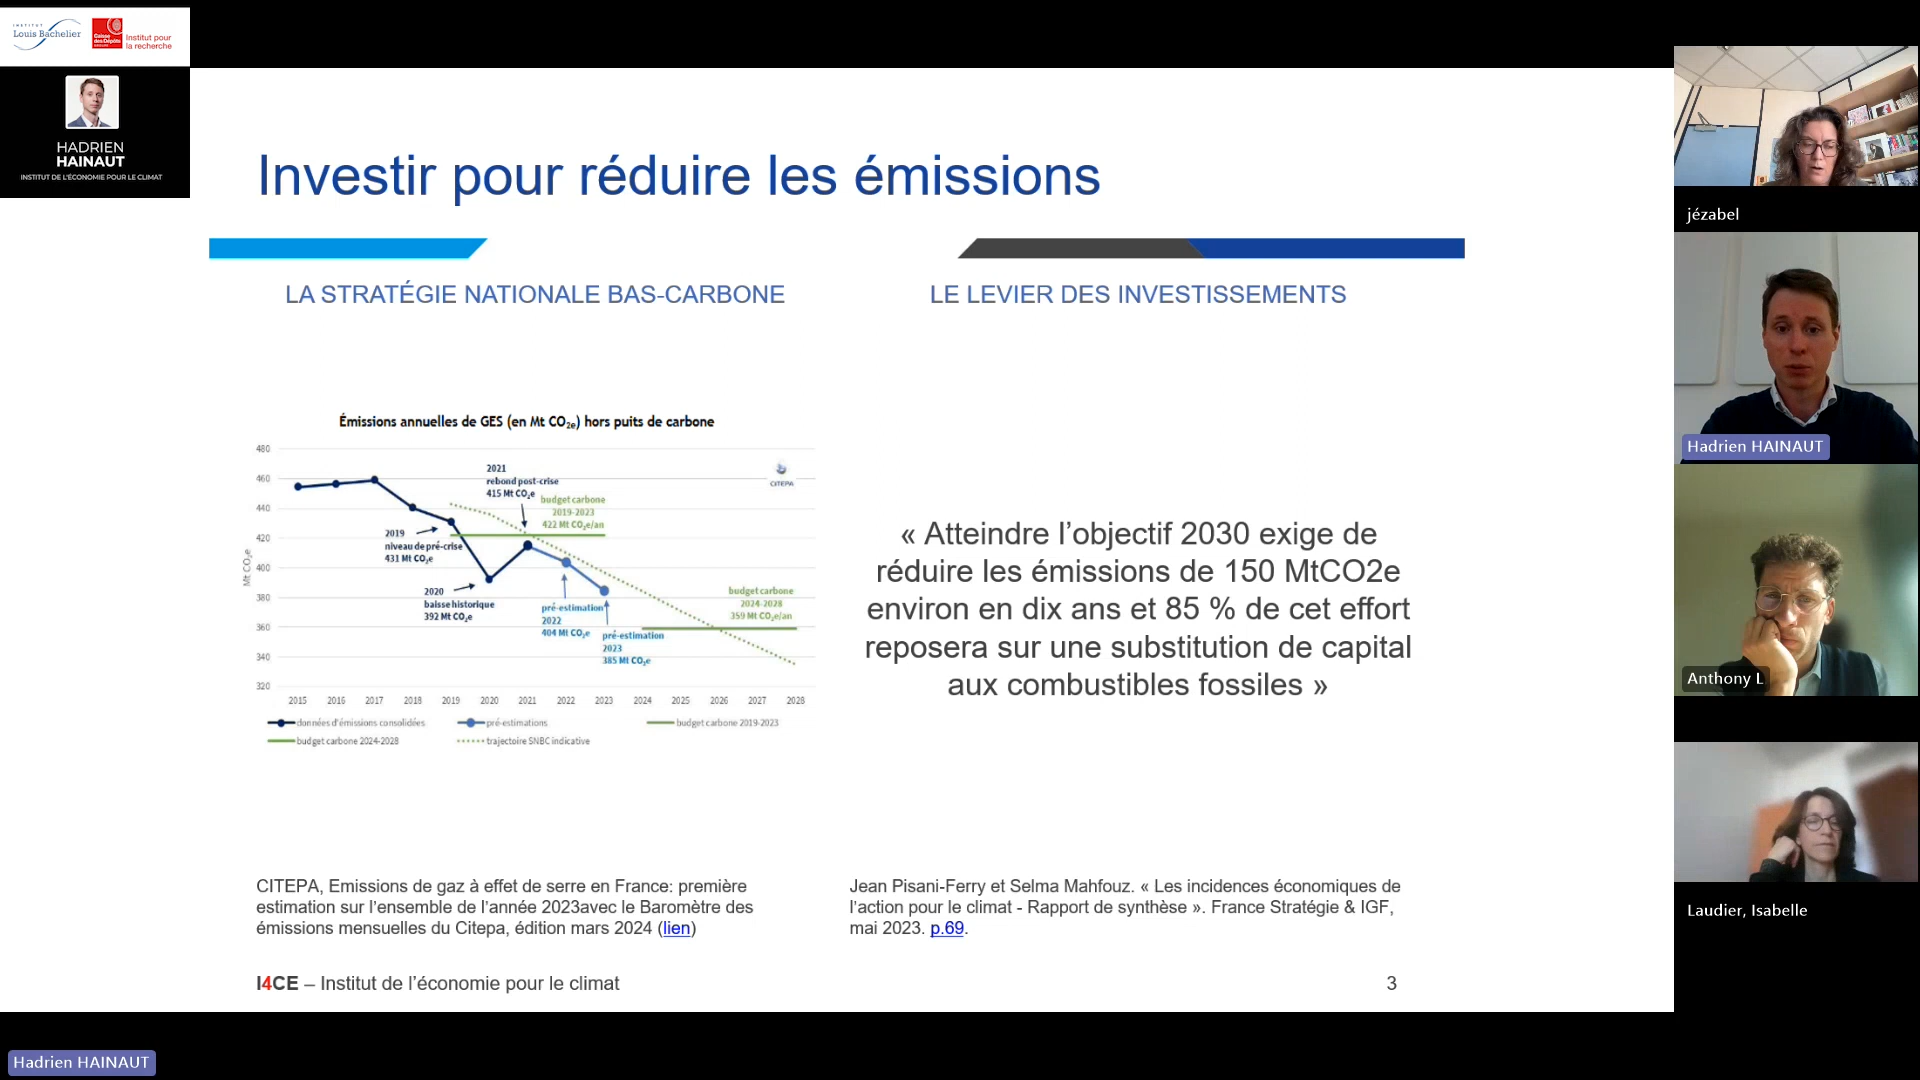 INSTITUT
Louis Bachelier
Caisse
des Dépôts
GROUPE
Institut pour
la recherche
HADRIEN
HAINAUT
INSTITUT DE L'ÉCONOMIE POUR LE CLIMAT
Investir pour réduire les émissions
LA STRATÉGIE NATIONALE BAS-CARBONE
Émissions annuelles de GES (en Mt CO2e) hors puits de carbone
Mt CO2e
480
460
440
420
400
380
360
340
320
2015 2016 2017 2018 2019 2020 2021 2022 2023 2024 2025 2026 2027 2028
2019
niveau de pré-crise
431 Mt CO2e
2020
baisse historique
392 Mt CO2e
2021
rebond post-crise
415 Mt CO2e
budget carbone
2019-2023
422 Mt CO2e/an
pré-estimation
2022
404 Mt CO2e
pré-estimation
2023
385 Mt CO2e
budget carbone
2024-2028
359 Mt CO2e/an
CITEPA
données d'émissions consolidées
pré-estimations
budget carbone 2019-2023
budget carbone 2024-2028
trajectoire SNBC indicative
CITEPA, Emissions de gaz à effet de serre en France: première
estimation sur l'ensemble de l'année 2023avec le Baromètre des
émissions mensuelles du Citepa, édition mars 2024 (lien)
LE LEVIER DES INVESTISSEMENTS
« Atteindre l'objectif 2030 exige de
réduire les émissions de 150 MtCO2e
environ en dix ans et 85 % de cet effort
reposera sur une substitution de capital
aux combustibles fossiles »
Jean Pisani-Ferry et Selma Mahfouz. « Les incidences économiques de
l'action pour le climat - Rapport de synthèse ». France Stratégie & IGF,
mai 2023. p.69.
I4CE – Institut de l'économie pour le climat
3
jézabel
Hadrien HAINAUT
Anthony L
Laudier, Isabelle
Hadrien HAINAUT